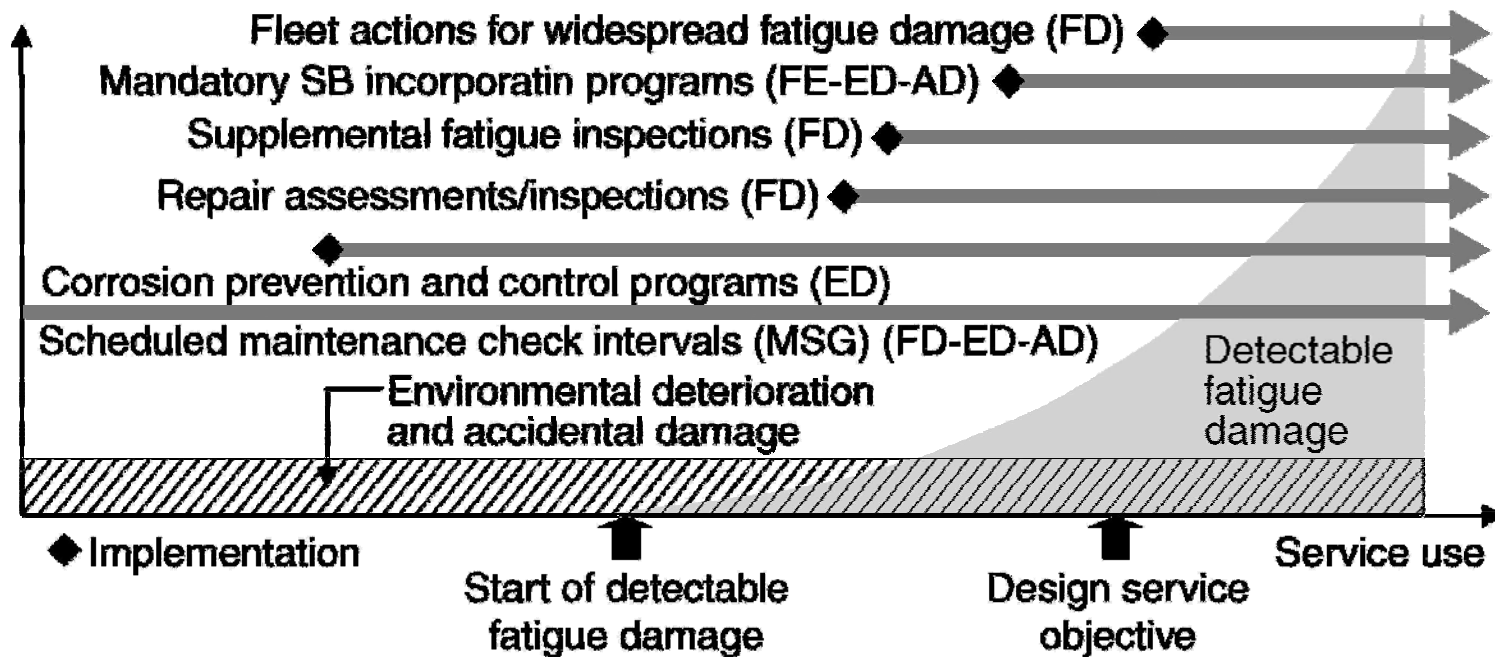 Fleet actions for widespread fatigue damage (FD)
Mandatory SB incorporatin programs (FE-ED-AD)
Supplemental fatigue inspections (FD)
Repair assessments/inspections (FD)
Corrosion prevention and control programs (ED)
Scheduled maintenance check intervals (MSG) (FD-ED-AD)
Environmental deterioration
and accidental damage
Detectable
fatigue
damage
Implementation
Service use
Start of detectable
fatigue damage
Design service
objective